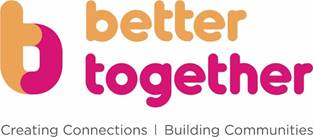 better
together
Creating Connections | Building Communities